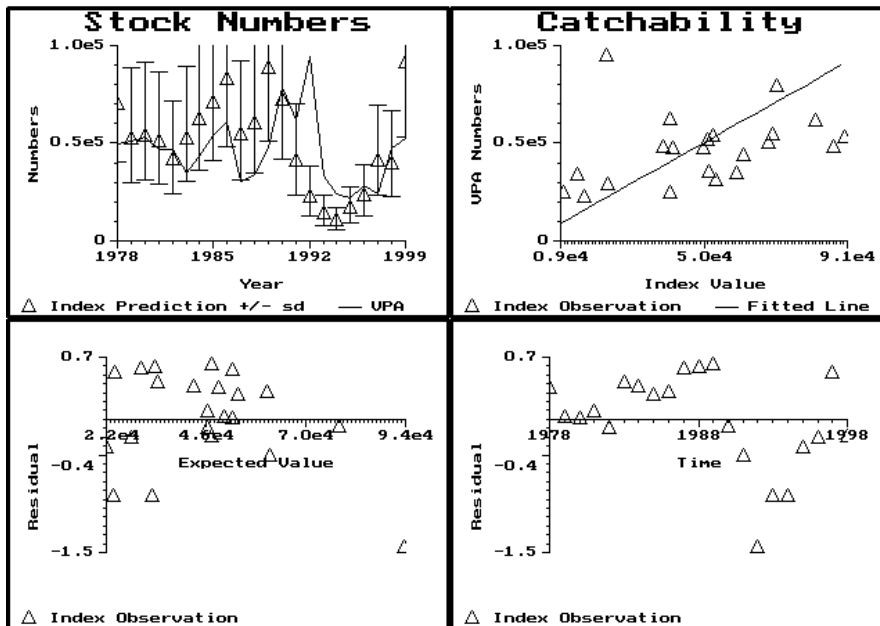 Stock Numbers
1.0e5
0.5e5
0
Numbers
1978 1985 1992 1999
Year
△ Index Prediction +/- sd — VPA
Catchability
1.0e5
0.5e5
0
VPA Numbers
0.9e4 5.0e4 9.1e4
Index Value
△ Index Observation — Fitted Line
0.7
-0.4
-1.5
Residual
2.2e4 4.6e4 7.0e4 9.4e4
Expected Value
△ Index Observation
0.7
-0.4
-1.5
Residual
1978 1988 1998
Time
△ Index Observation